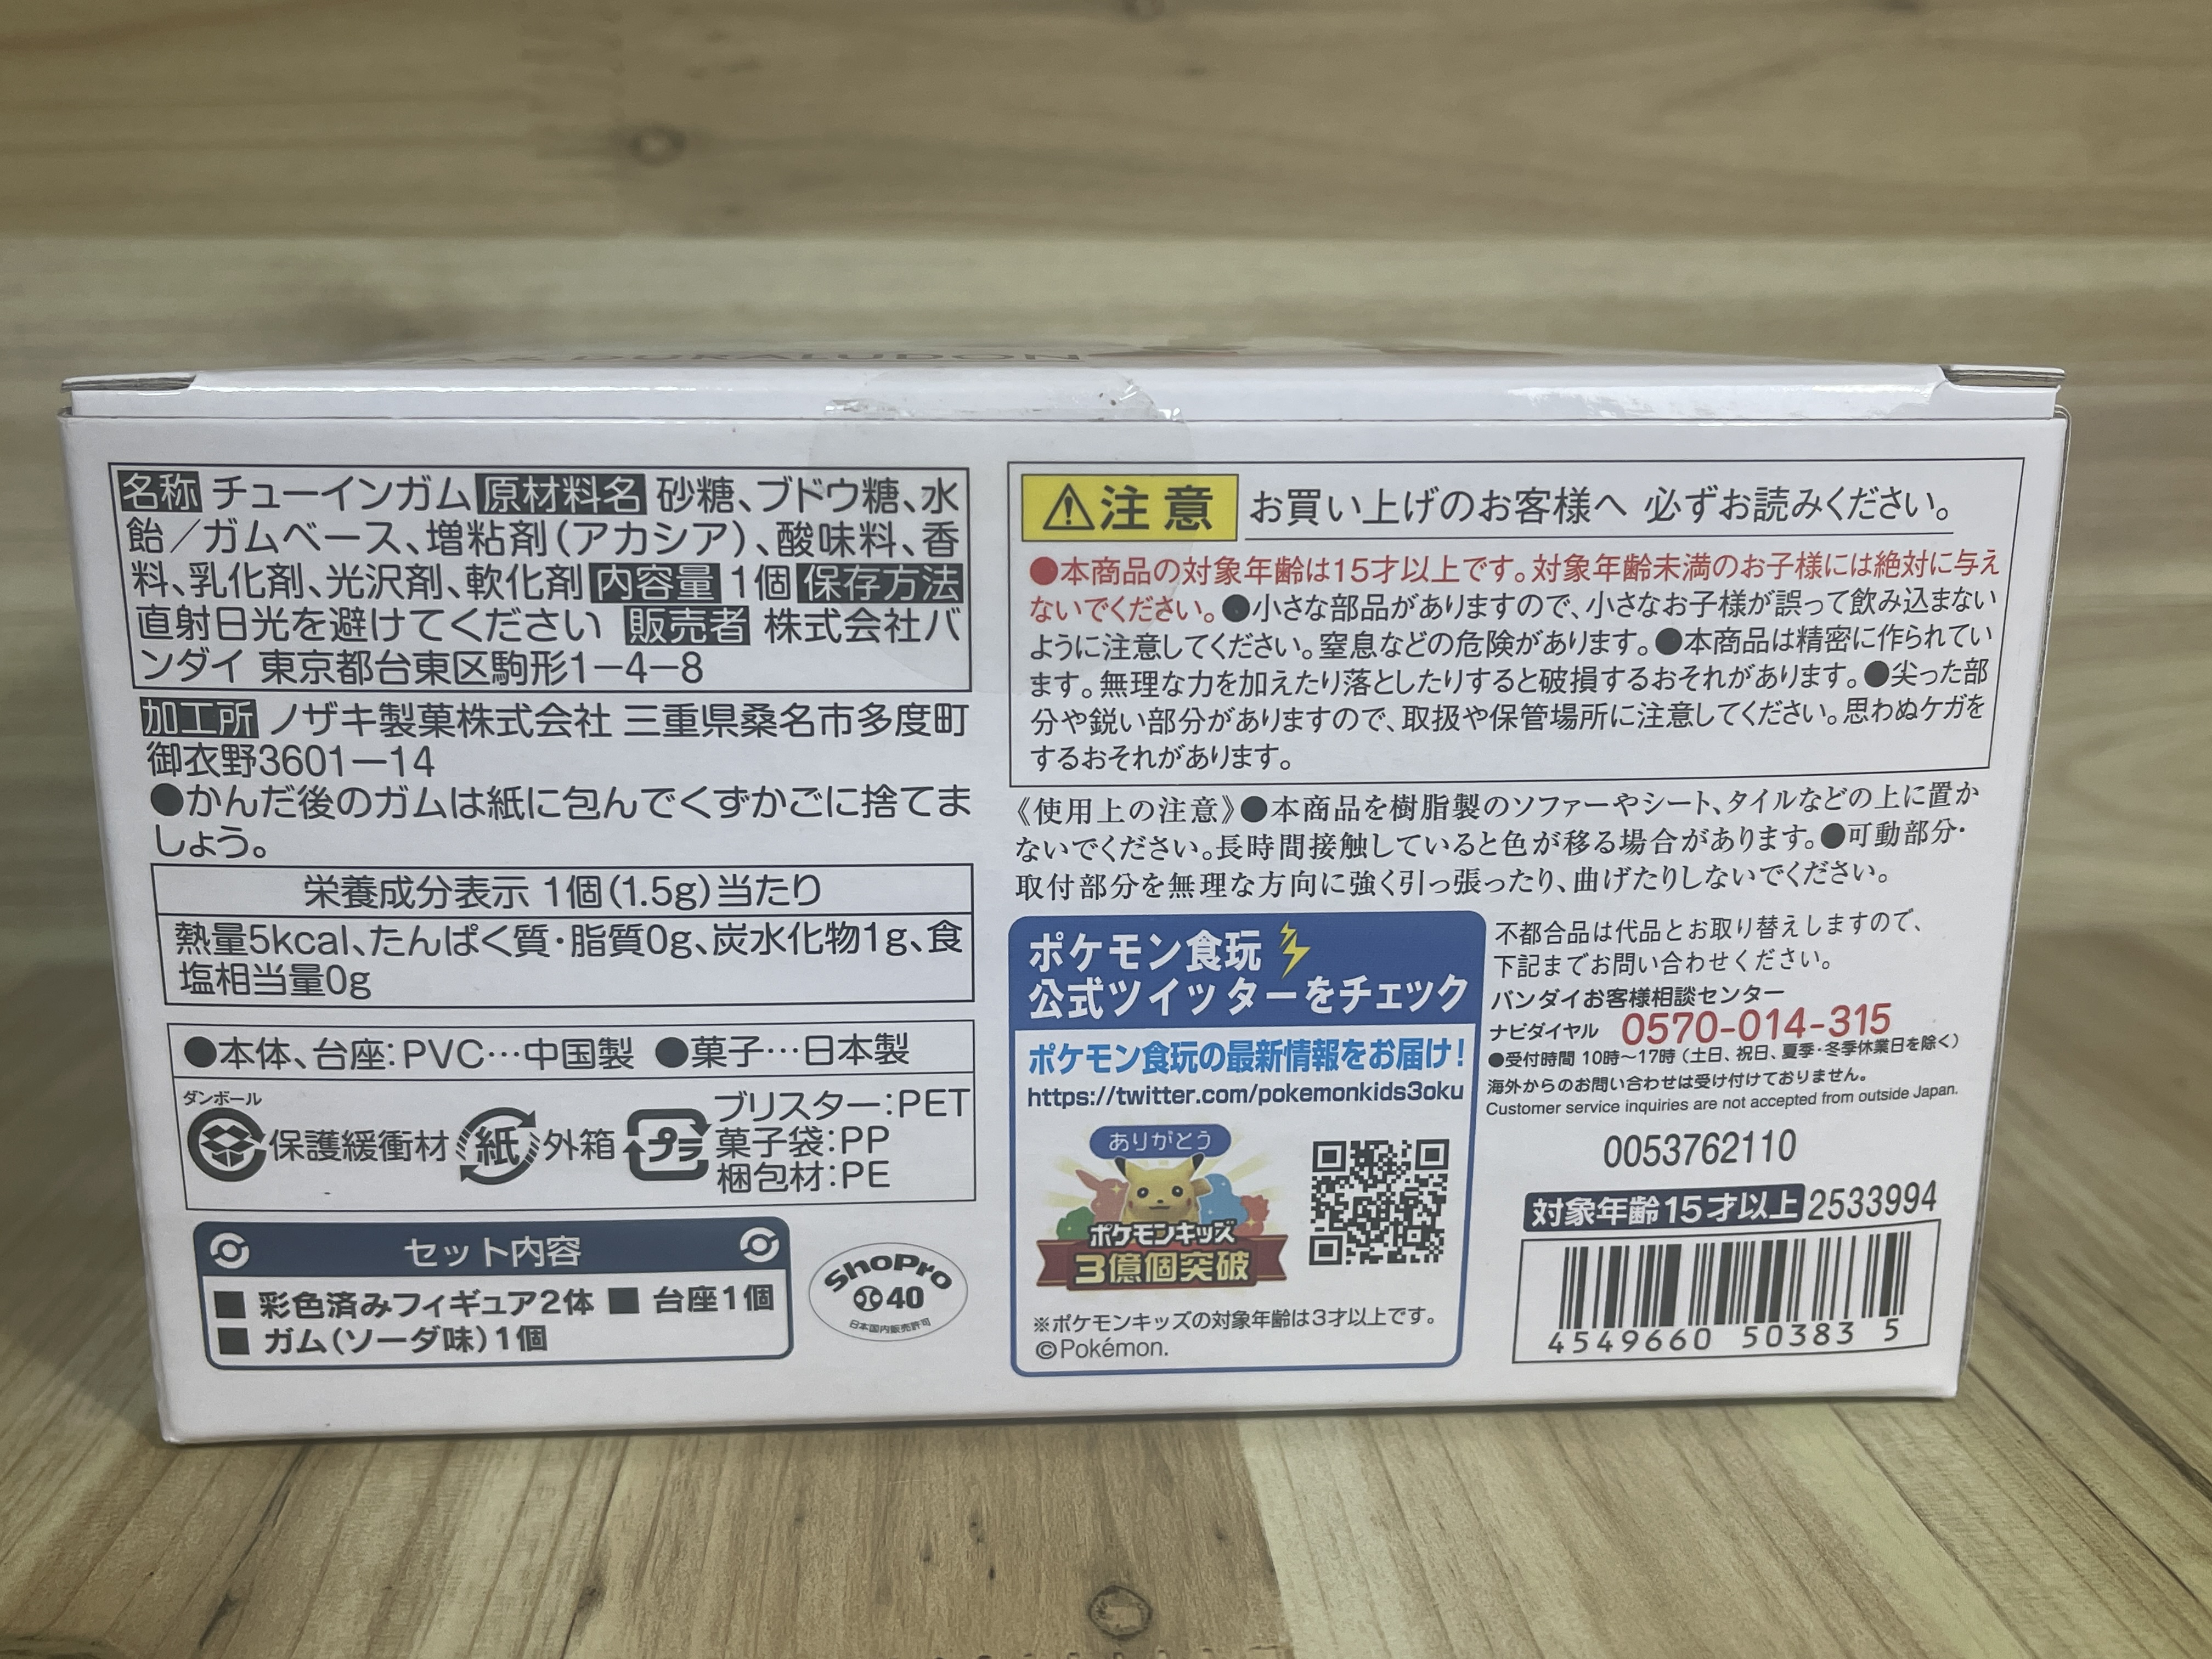 DURALUDON
名称 チューインガム 原材料名 砂糖、ブドウ糖、水
飴／ガムベース、増粘剤（アカシア）、酸味料、香
料、乳化剤、光沢剤、軟化剤 内容量 1個 保存方法
直射日光を避けてください 販売者 株式会社バ
ンダイ 東京都台東区駒形1－4－8
加工所 ノザキ製菓株式会社 三重県桑名市多度町
御衣野3601－14
●かんだ後のガムは紙に包んでくずかごに捨てま
しょう。
栄養成分表示 1個(1.5g)当たり
熱量5kcal、たんぱく質・脂質0g、炭水化物1g、食
塩相当量0g
●本体、台座：PVC…中国製 ●菓子…日本製
ダンボール
保護緩衝材 紙 外箱 プラ
ブリスター：PET
菓子袋：PP
梱包材：PE
セット内容
■ 彩色済みフィギュア2体 ■ 台座1個
■ ガム（ソーダ味）1個
ShoPro
40
日本国内販売許可
注意 お買い上げのお客様へ 必ずお読みください。
●本商品の対象年齢は15才以上です。対象年齢未満のお子様には絶対に与え
ないでください。●小さな部品がありますので、小さなお子様が誤って飲み込まない
ように注意してください。窒息などの危険があります。●本商品は精密に作られてい
ます。無理な力を加えたり落としたりすると破損するおそれがあります。●尖った部
分や鋭い部分がありますので、取扱や保管場所に注意してください。思わぬケガを
するおそれがあります。
《使用上の注意》●本商品を樹脂製のソファーやシート、タイルなどの上に置か
ないでください。長時間接触していると色が移る場合があります。●可動部分・
取付部分を無理な方向に強く引っ張ったり、曲げたりしないでください。
ポケモン食玩
公式ツイッターをチェック
ポケモン食玩の最新情報をお届け！
https://twitter.com/pokemonkids3oku
ありがとう
ポケモンキッズ
3億個突破
※ポケモンキッズの対象年齢は3才以上です。
©Pokémon.
不都合品は代品とお取り替えしますので、
下記までお問い合わせください。
バンダイお客様相談センター
ナビダイヤル 0570-014-315
●受付時間 10時～17時（土日、祝日、夏季・冬季休業日を除く）
海外からのお問い合わせは受け付けておりません。
Customer service inquiries are not accepted from outside Japan.
0053762110
対象年齢15才以上 2533994
4549660 50383 5